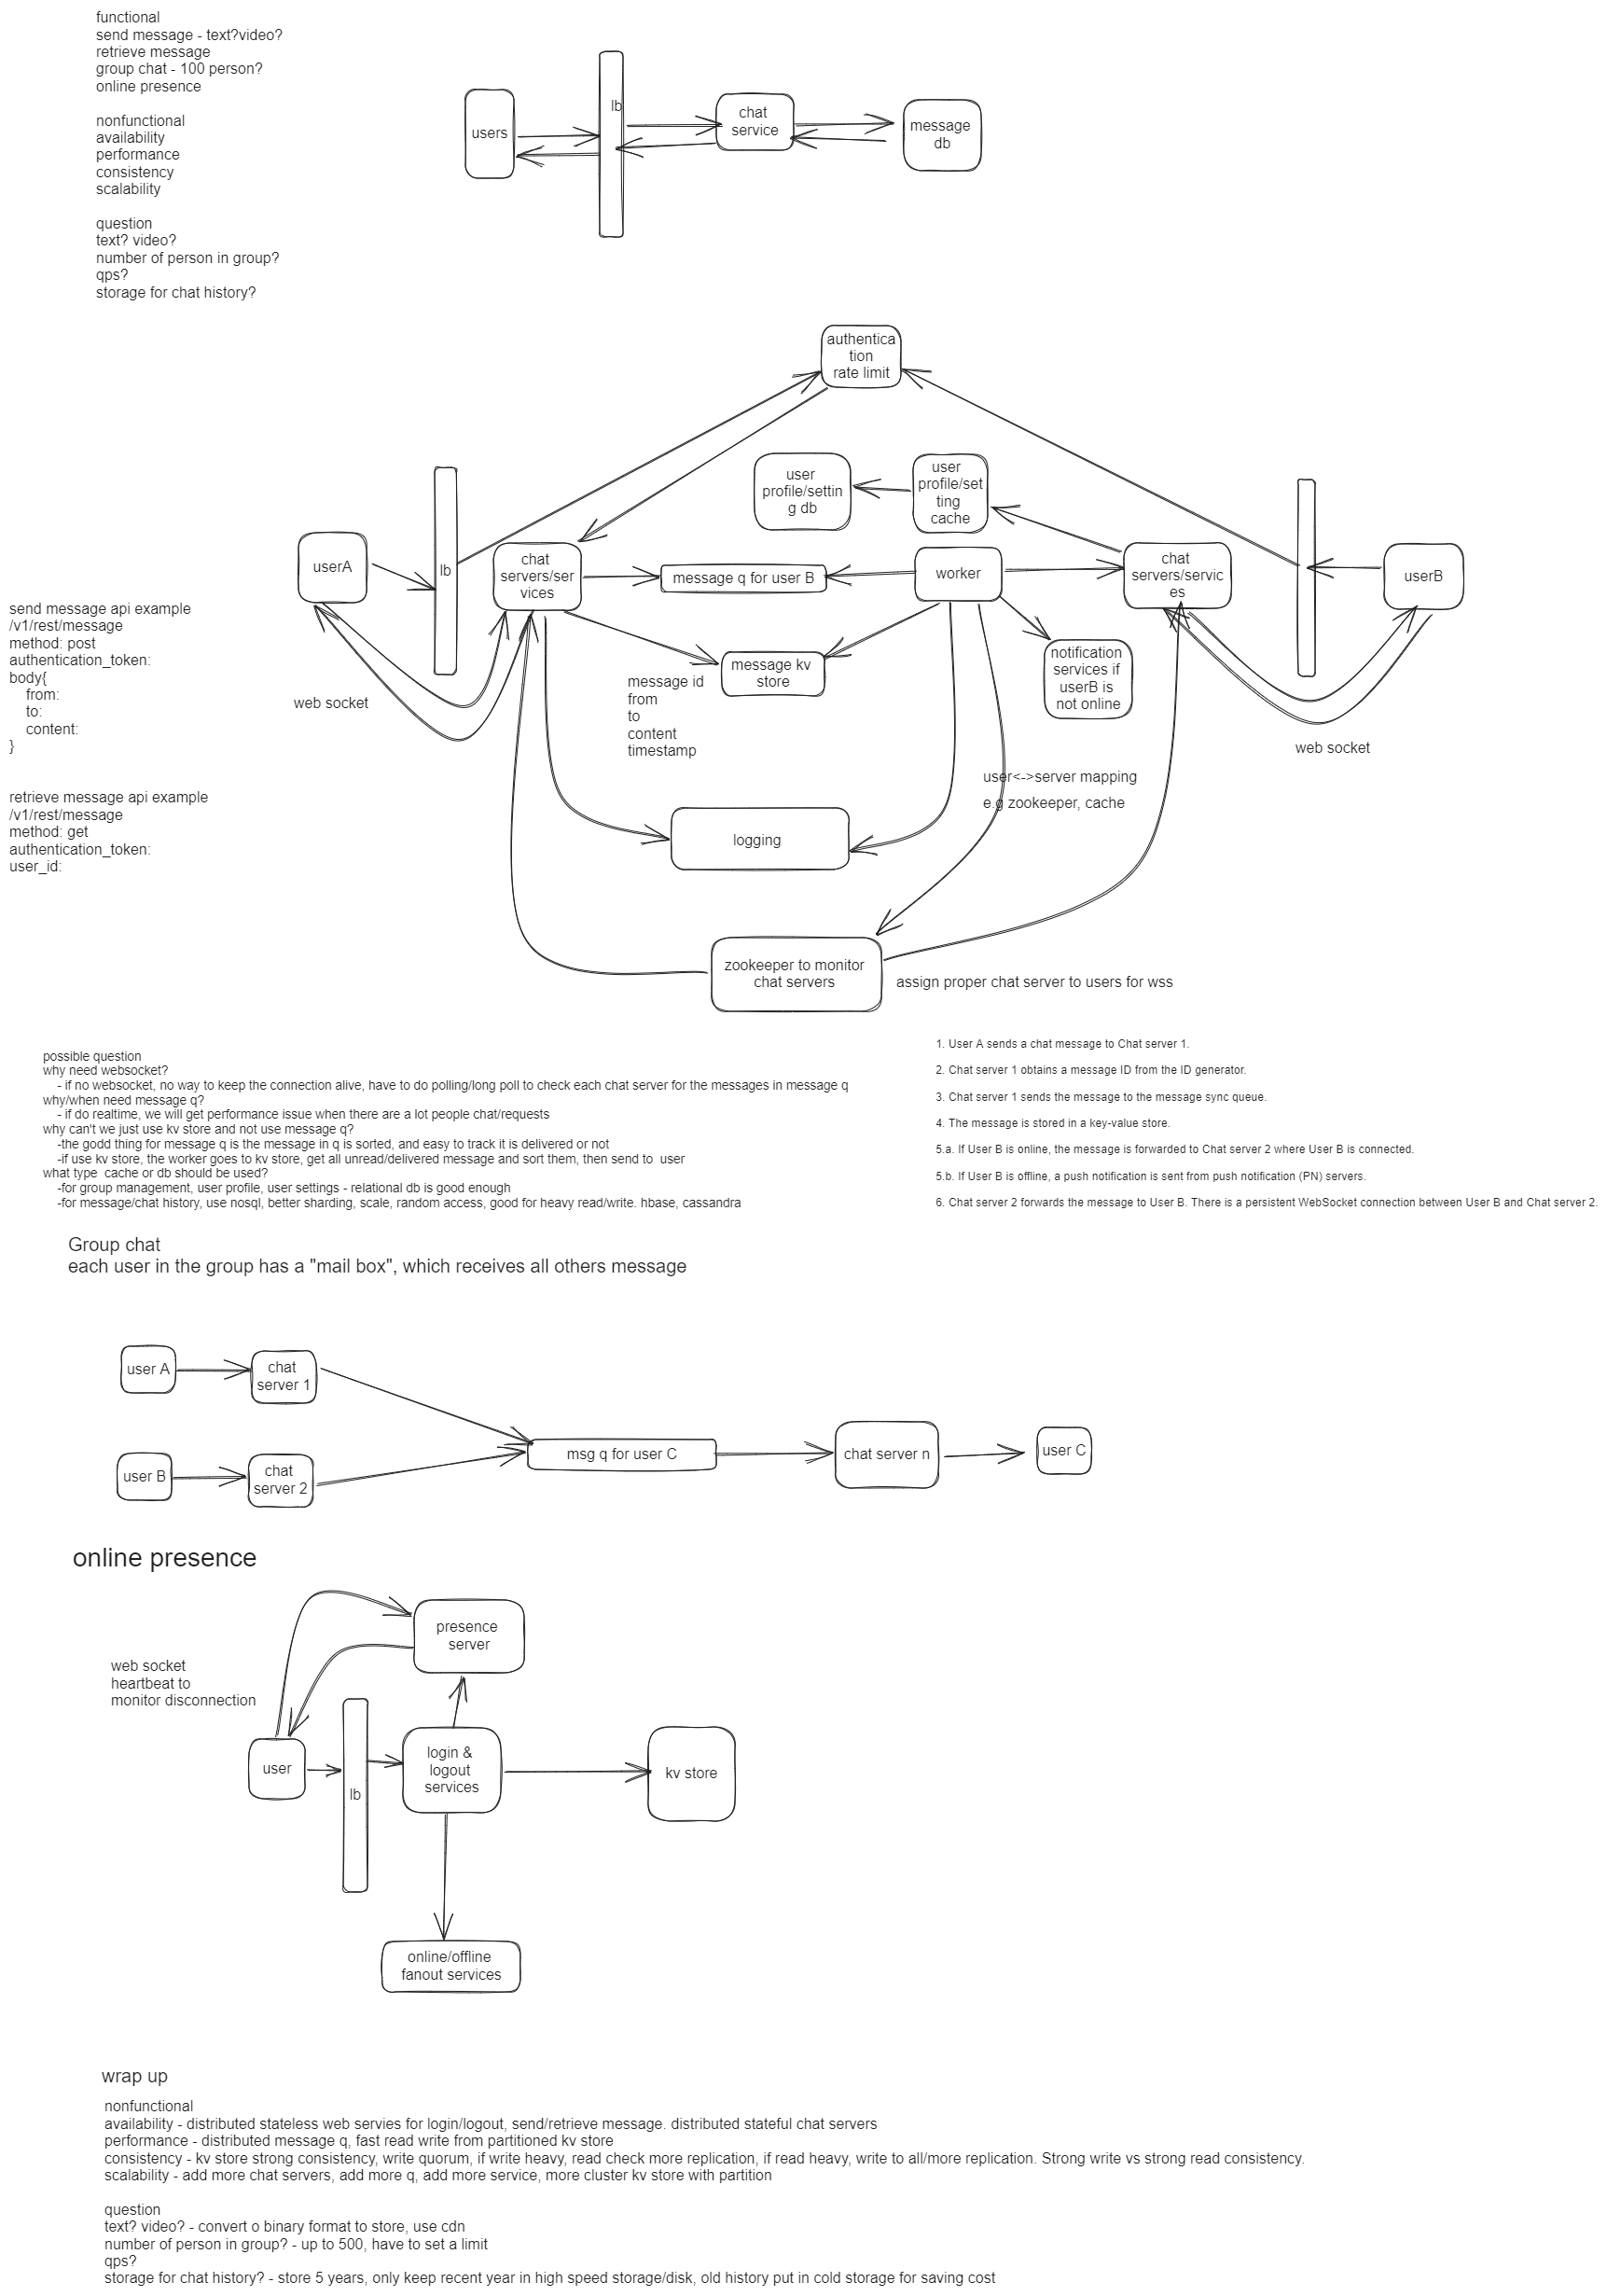 functional
send message - text?video?
retrieve message
group chat - 100 person?
online presence
nonfunctional
availability
performance
consistency
scalability
question
text? video?
number of person in group?
qps?
storage for chat history?
users
lb
chat
service
message
db
authentica
tion
rate limit
user
profile/settin
g db
user
profile/set
ting
cache
userA
lb
chat
servers/ser
vices
message q for user B
worker
chat
servers/servic
es
userB
send message api example
/v1/rest/message
method: post
authentication_token:
body{
from:
to:
content:
}
web socket
message id
from
to
content
timestamp
message kv
store
notification
services if
userB is
not online
web socket
user<->server mapping
e.g zookeeper, cache
retrieve message api example
/v1/rest/message
method: get
authentication_token:
user_id:
logging
zookeeper to monitor
chat servers
assign proper chat server to users for wss
possible question
why need websocket?
- if no websocket, no way to keep the connection alive, have to do polling/long poll to check each chat server for the messages in message q
why/when need message q?
- if do realtime, we will get performance issue when there are a lot people chat/requests
why can't we just use kv store and not use message q?
-the godd thing for message q is the message in q is sorted, and easy to track it is delivered or not
-if use kv store, the worker goes to kv store, get all unread/delivered message and sort them, then send to  user
what type  cache or db should be used?
-for group management, user profile, user settings - relational db is good enough
-for message/chat history, use nosql, better sharding, scale, random access, good for heavy read/write. hbase, cassandra
1. User A sends a chat message to Chat server 1.
2. Chat server 1 obtains a message ID from the ID generator.
3. Chat server 1 sends the message to the message sync queue.
4. The message is stored in a key-value store.
5.a. If User B is online, the message is forwarded to Chat server 2 where User B is connected.
5.b. If User B is offline, a push notification is sent from push notification (PN) servers.
6. Chat server 2 forwards the message to User B. There is a persistent WebSocket connection between User B and Chat server 2.
Group chat
each user in the group has a "mail box", which receives all others message
user A
chat
server 1
user B
chat
server 2
msg q for user C
chat server n
user C
online presence
presence
server
web socket
heartbeat to
monitor disconnection
user
lb
login &
logout
services
kv store
online/offline
fanout services
wrap up
nonfunctional
availability - distributed stateless web servies for login/logout, send/retrieve message. distributed stateful chat servers
performance - distributed message q, fast read write from partitioned kv store
consistency - kv store strong consistency, write quorum, if write heavy, read check more replication, if read heavy, write to all/more replication. Strong write vs strong read consistency.
scalability - add more chat servers, add more q, add more service, more cluster kv store with partition
question
text? video? - convert o binary format to store, use cdn
number of person in group? - up to 500, have to set a limit
qps?
storage for chat history? - store 5 years, only keep recent year in high speed storage/disk, old history put in cold storage for saving cost